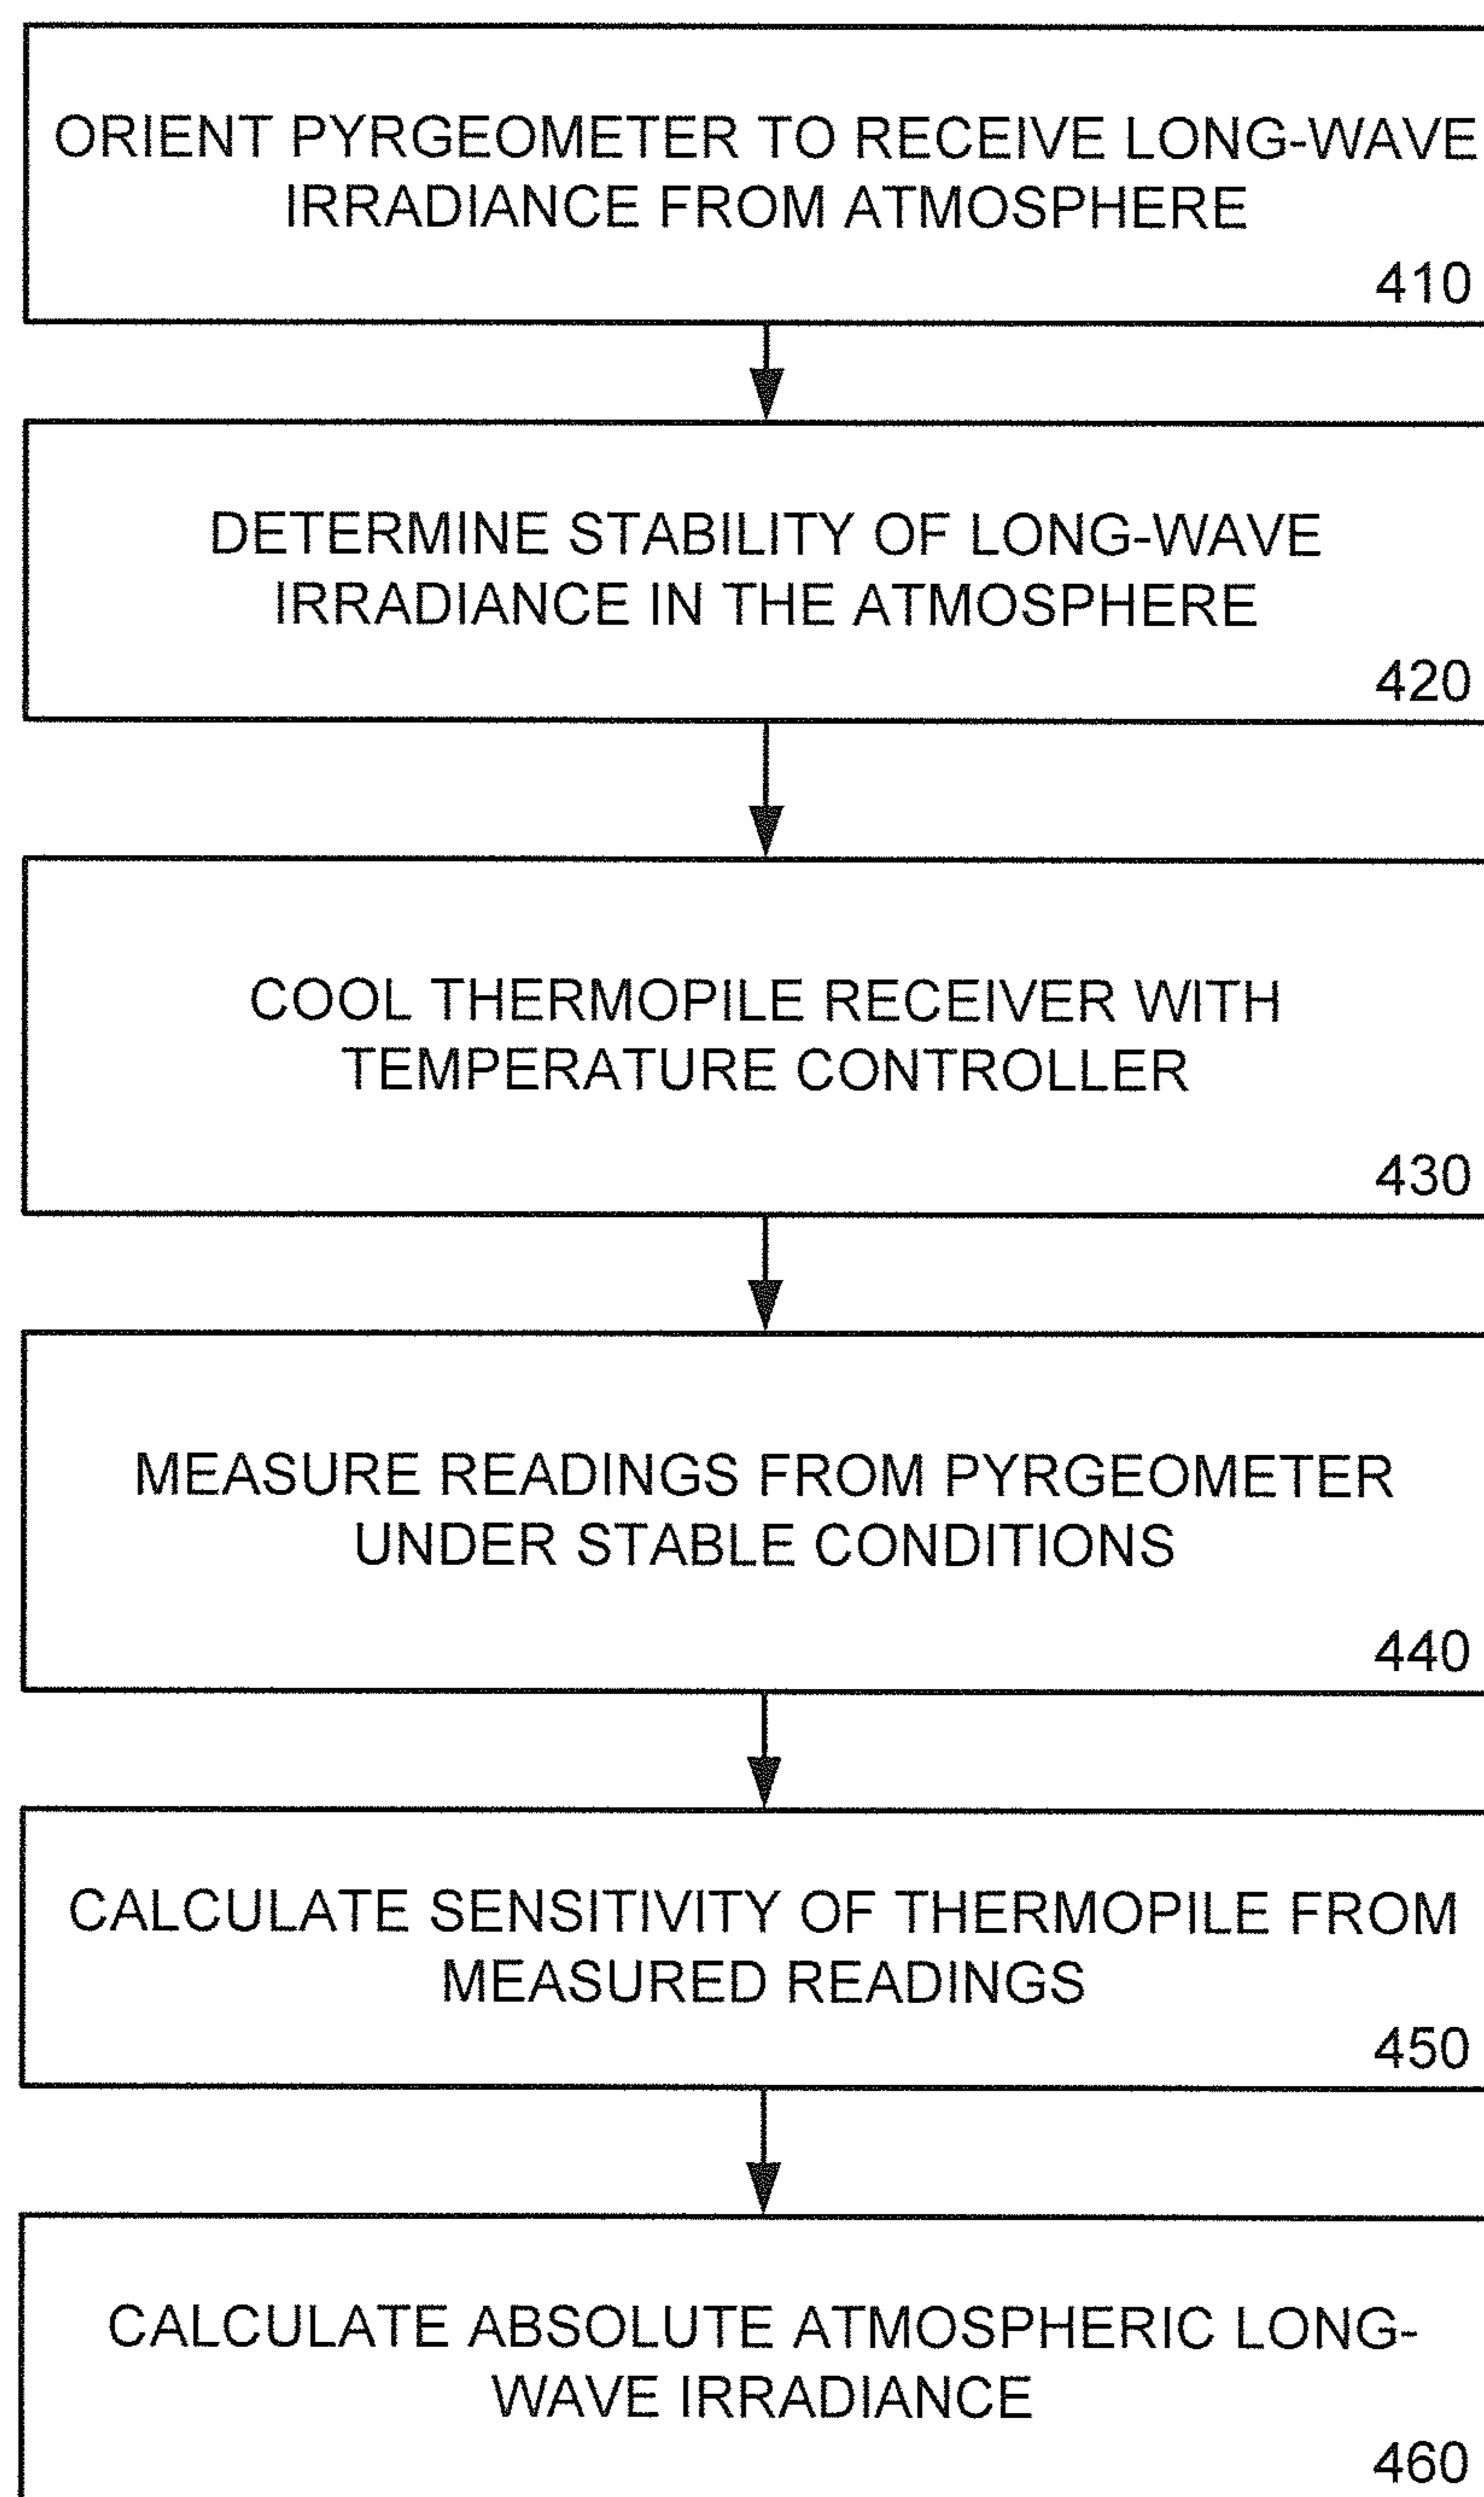 ORIENT PYRGEOMETER TO RECEIVE LONG-WAVE
IRRADIANCE FROM ATMOSPHERE
410
DETERMINE STABILITY OF LONG-WAVE
IRRADIANCE IN THE ATMOSPHERE
420
COOL THERMOPILE RECEIVER WITH
TEMPERATURE CONTROLLER
430
MEASURE READINGS FROM PYRGEOMETER
UNDER STABLE CONDITIONS
440
CALCULATE SENSITIVITY OF THERMOPILE FROM
MEASURED READINGS
450
CALCULATE ABSOLUTE ATMOSPHERIC LONG-
WAVE IRRADIANCE
460